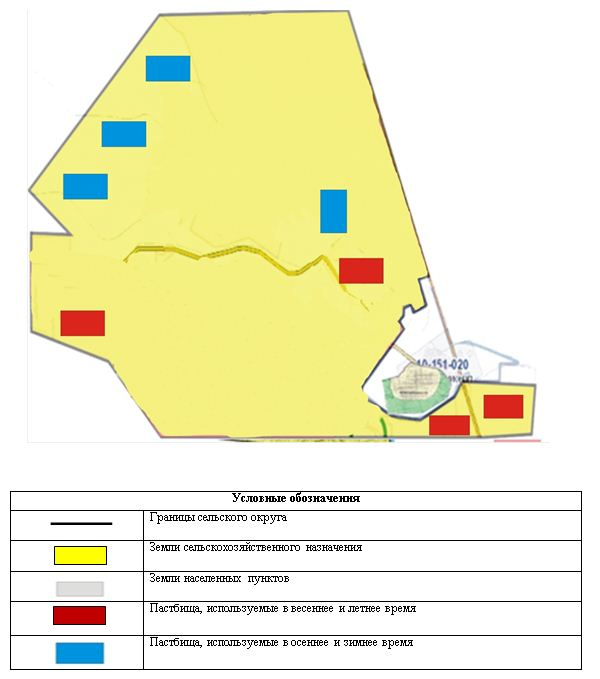 10-151-020
Условные обозначения
Границы сельского округа
Земли сельскохозяйственного назначения
Земли населенных пунктов
Пастбища, используемые в весеннее и летнее время
Пастбища, используемые в осеннее и зимнее время